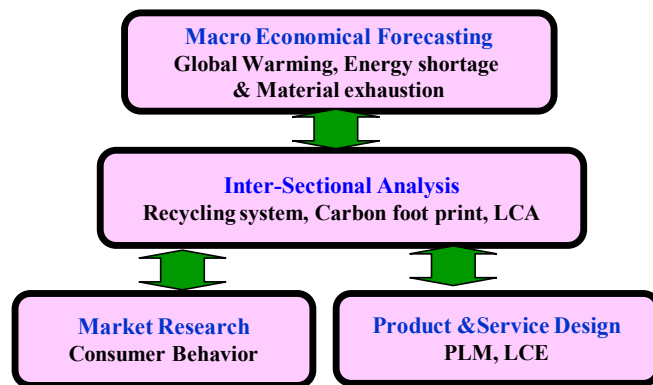 Macro Economical Forecasting
Global Warming, Energy shortage
& Material exhaustion
Inter-Sectional Analysis
Recycling system, Carbon foot print, LCA
Market Research
Consumer Behavior
Product &Service Design
PLM, LCE